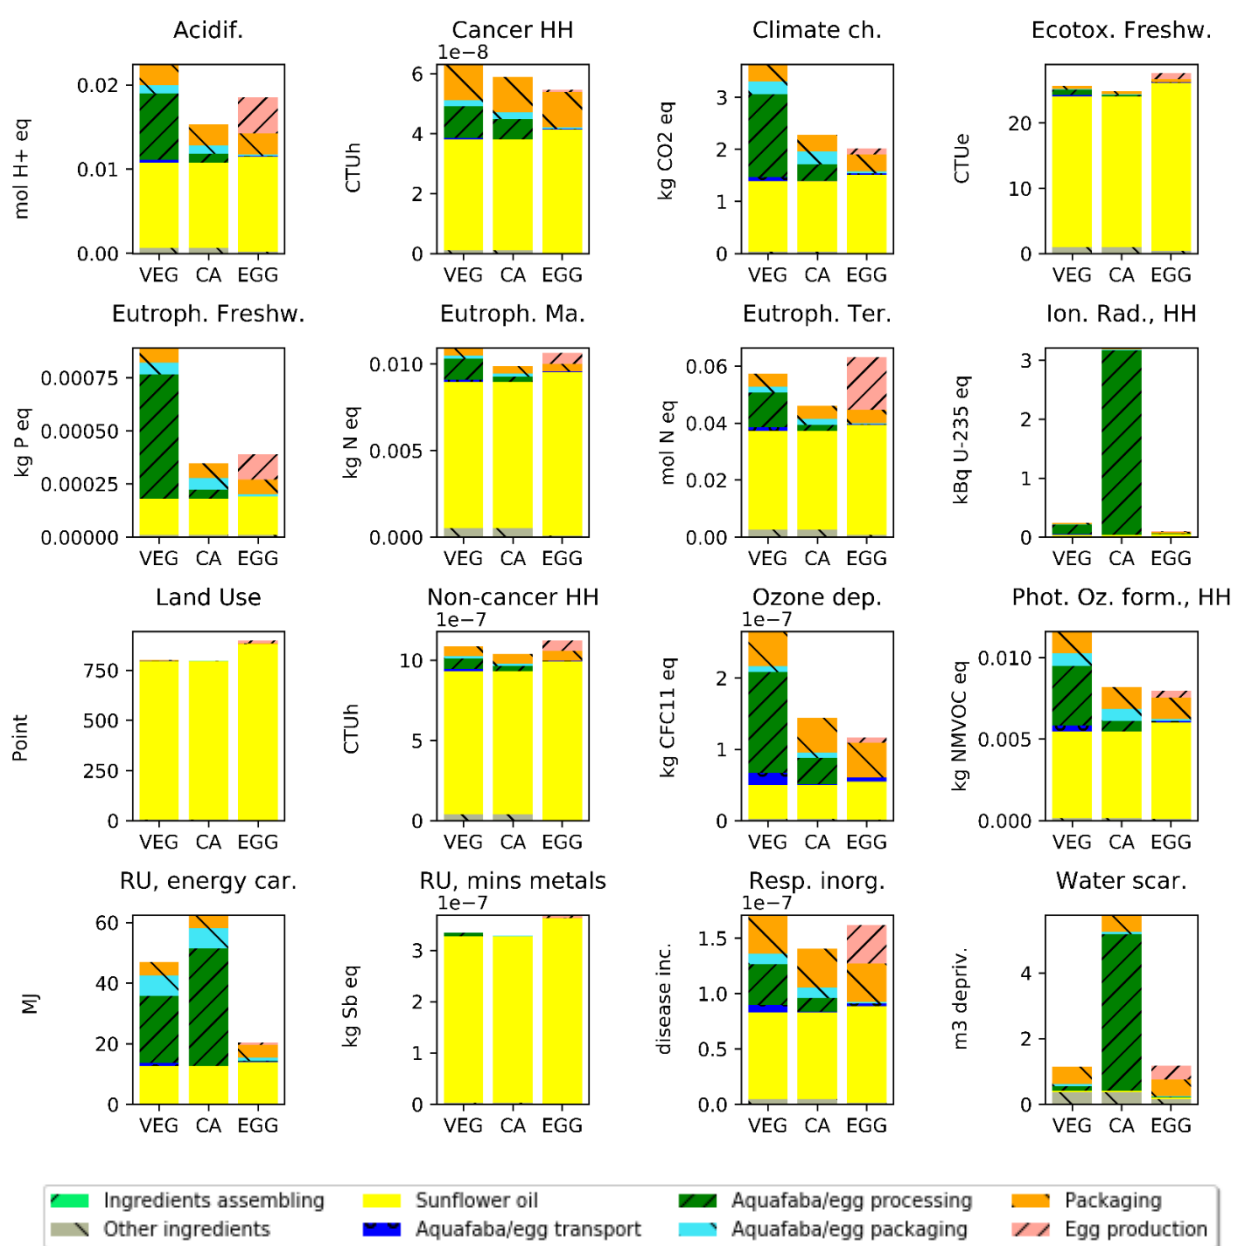 Acidif.
mol H+ eq
0.02
0.01
0.00
VEG CA EGG
Cancer HH
1e−8
CTUh
6
4
2
0
VEG CA EGG
Climate ch.
kg CO2 eq
3
2
1
0
VEG CA EGG
Ecotox. Freshw.
CTUe
20
10
0
VEG CA EGG
Eutroph. Freshw.
kg P eq
0.00075
0.00050
0.00025
0.00000
VEG CA EGG
Eutroph. Ma.
kg N eq
0.010
0.005
0.000
VEG CA EGG
Eutroph. Ter.
mol N eq
0.06
0.04
0.02
0.00
VEG CA EGG
Ion. Rad., HH
kBq U-235 eq
3
2
1
0
VEG CA EGG
Land Use
Point
750
500
250
0
VEG CA EGG
Non-cancer HH
1e−7
CTUh
10
5
0
VEG CA EGG
Ozone dep.
1e−7
kg CFC11 eq
2
1
0
VEG CA EGG
Phot. Oz. form., HH
kg NMVOC eq
0.010
0.005
0.000
VEG CA EGG
RU, energy car.
MJ
60
40
20
0
VEG CA EGG
RU, mins metals
1e−7
kg Sb eq
3
2
1
0
VEG CA EGG
Resp. inorg.
1e−7
disease inc.
1.5
1.0
0.5
0.0
VEG CA EGG
Water scar.
m3 depriv.
4
2
0
VEG CA EGG
Ingredients assembling
Other ingredients
Sunflower oil
Aquafaba/egg transport
Aquafaba/egg processing
Aquafaba/egg packaging
Packaging
Egg production